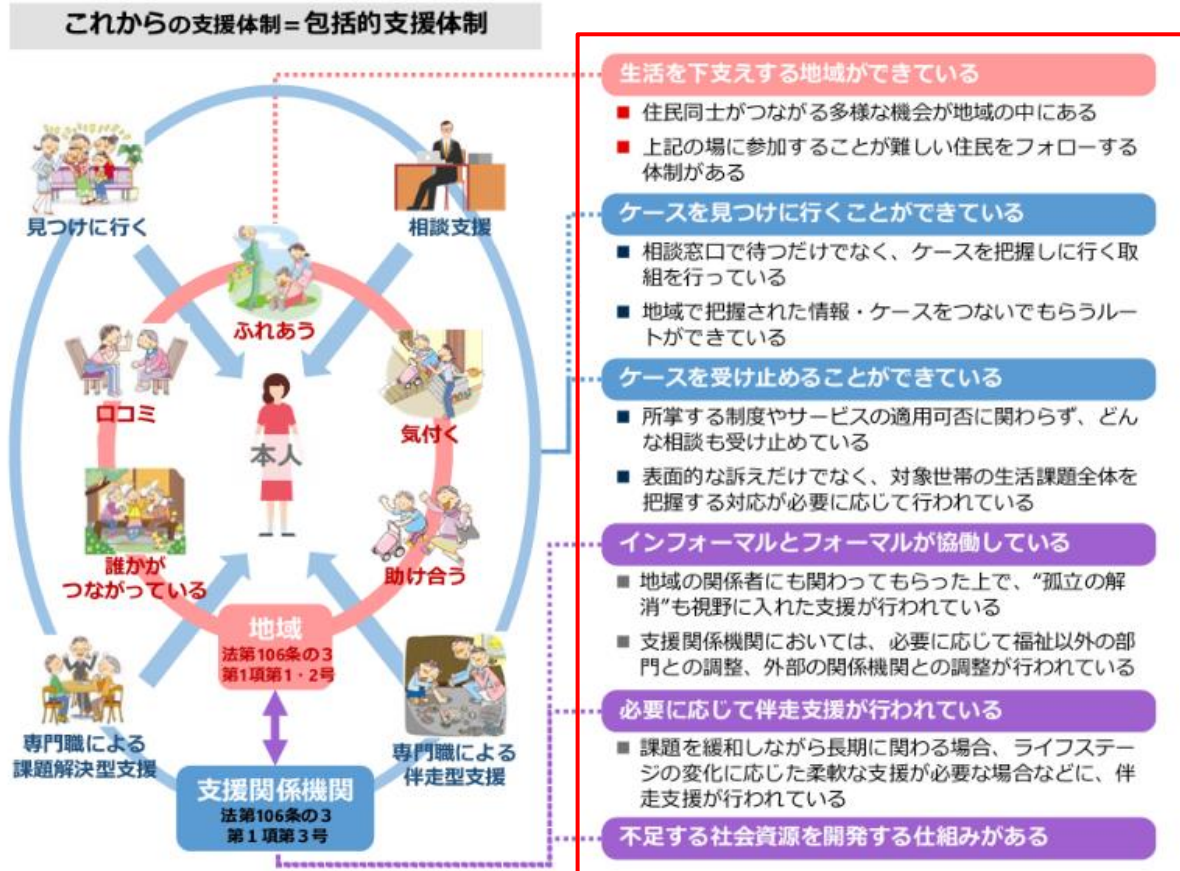 これからの支援体制＝包括的支援体制
見つけに行く
相談支援
ふれあう
口コミ
気付く
本人
誰かが
つながっている
助け合う
地域
法第106条の３
第1項第１・２号
専門職による
課題解決型支援
専門職による
伴走型支援
支援関係機関
法第106条の３
第１項第３号
生活を下支えする地域ができている
■ 住民同士がつながる多様な機会が地域の中にある
■ 上記の場に参加することが難しい住民をフォローする
体制がある
ケースを見つけに行くことができている
■ 相談窓口で待つだけでなく、ケースを把握しに行く取
組を行っている
■ 地域で把握された情報・ケースをつないでもらうルー
トができている
ケースを受け止めることができている
■ 所掌する制度やサービスの適用可否に関わらず、どん
な相談も受け止めている
■ 表面的な訴えだけでなく、対象世帯の生活課題全体を
把握する対応が必要に応じて行われている
インフォーマルとフォーマルが協働している
■ 地域の関係者にも関わってもらった上で、“孤立の解
消”も視野に入れた支援が行われている
■ 支援関係機関においては、必要に応じて福祉以外の部
門との調整、外部の関係機関との調整が行われている
必要に応じて伴走支援が行われている
■ 課題を緩和しながら長期に関わる場合、ライフステー
ジの変化に応じた柔軟な支援が必要な場合などに、伴
走支援が行われている
不足する社会資源を開発する仕組みがある